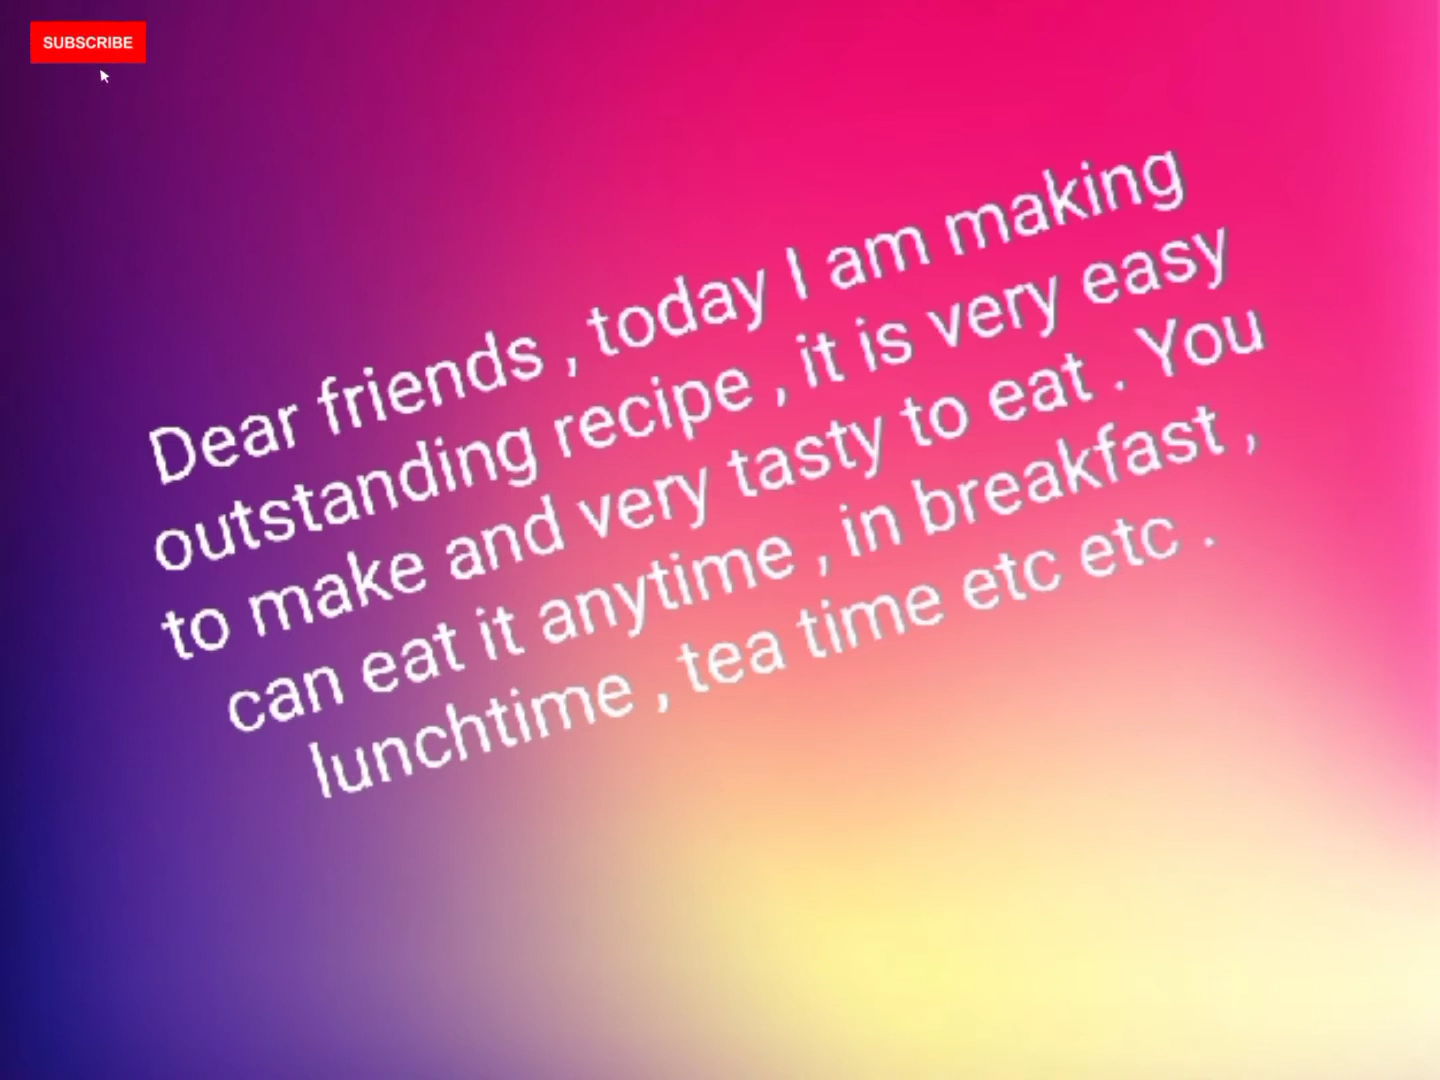 SUBSCRIBE
Dear friends , today I am making
outstanding recipe , it is very easy
to make and very tasty to eat . You
can eat it anytime , in breakfast ,
lunchtime , tea time etc etc .